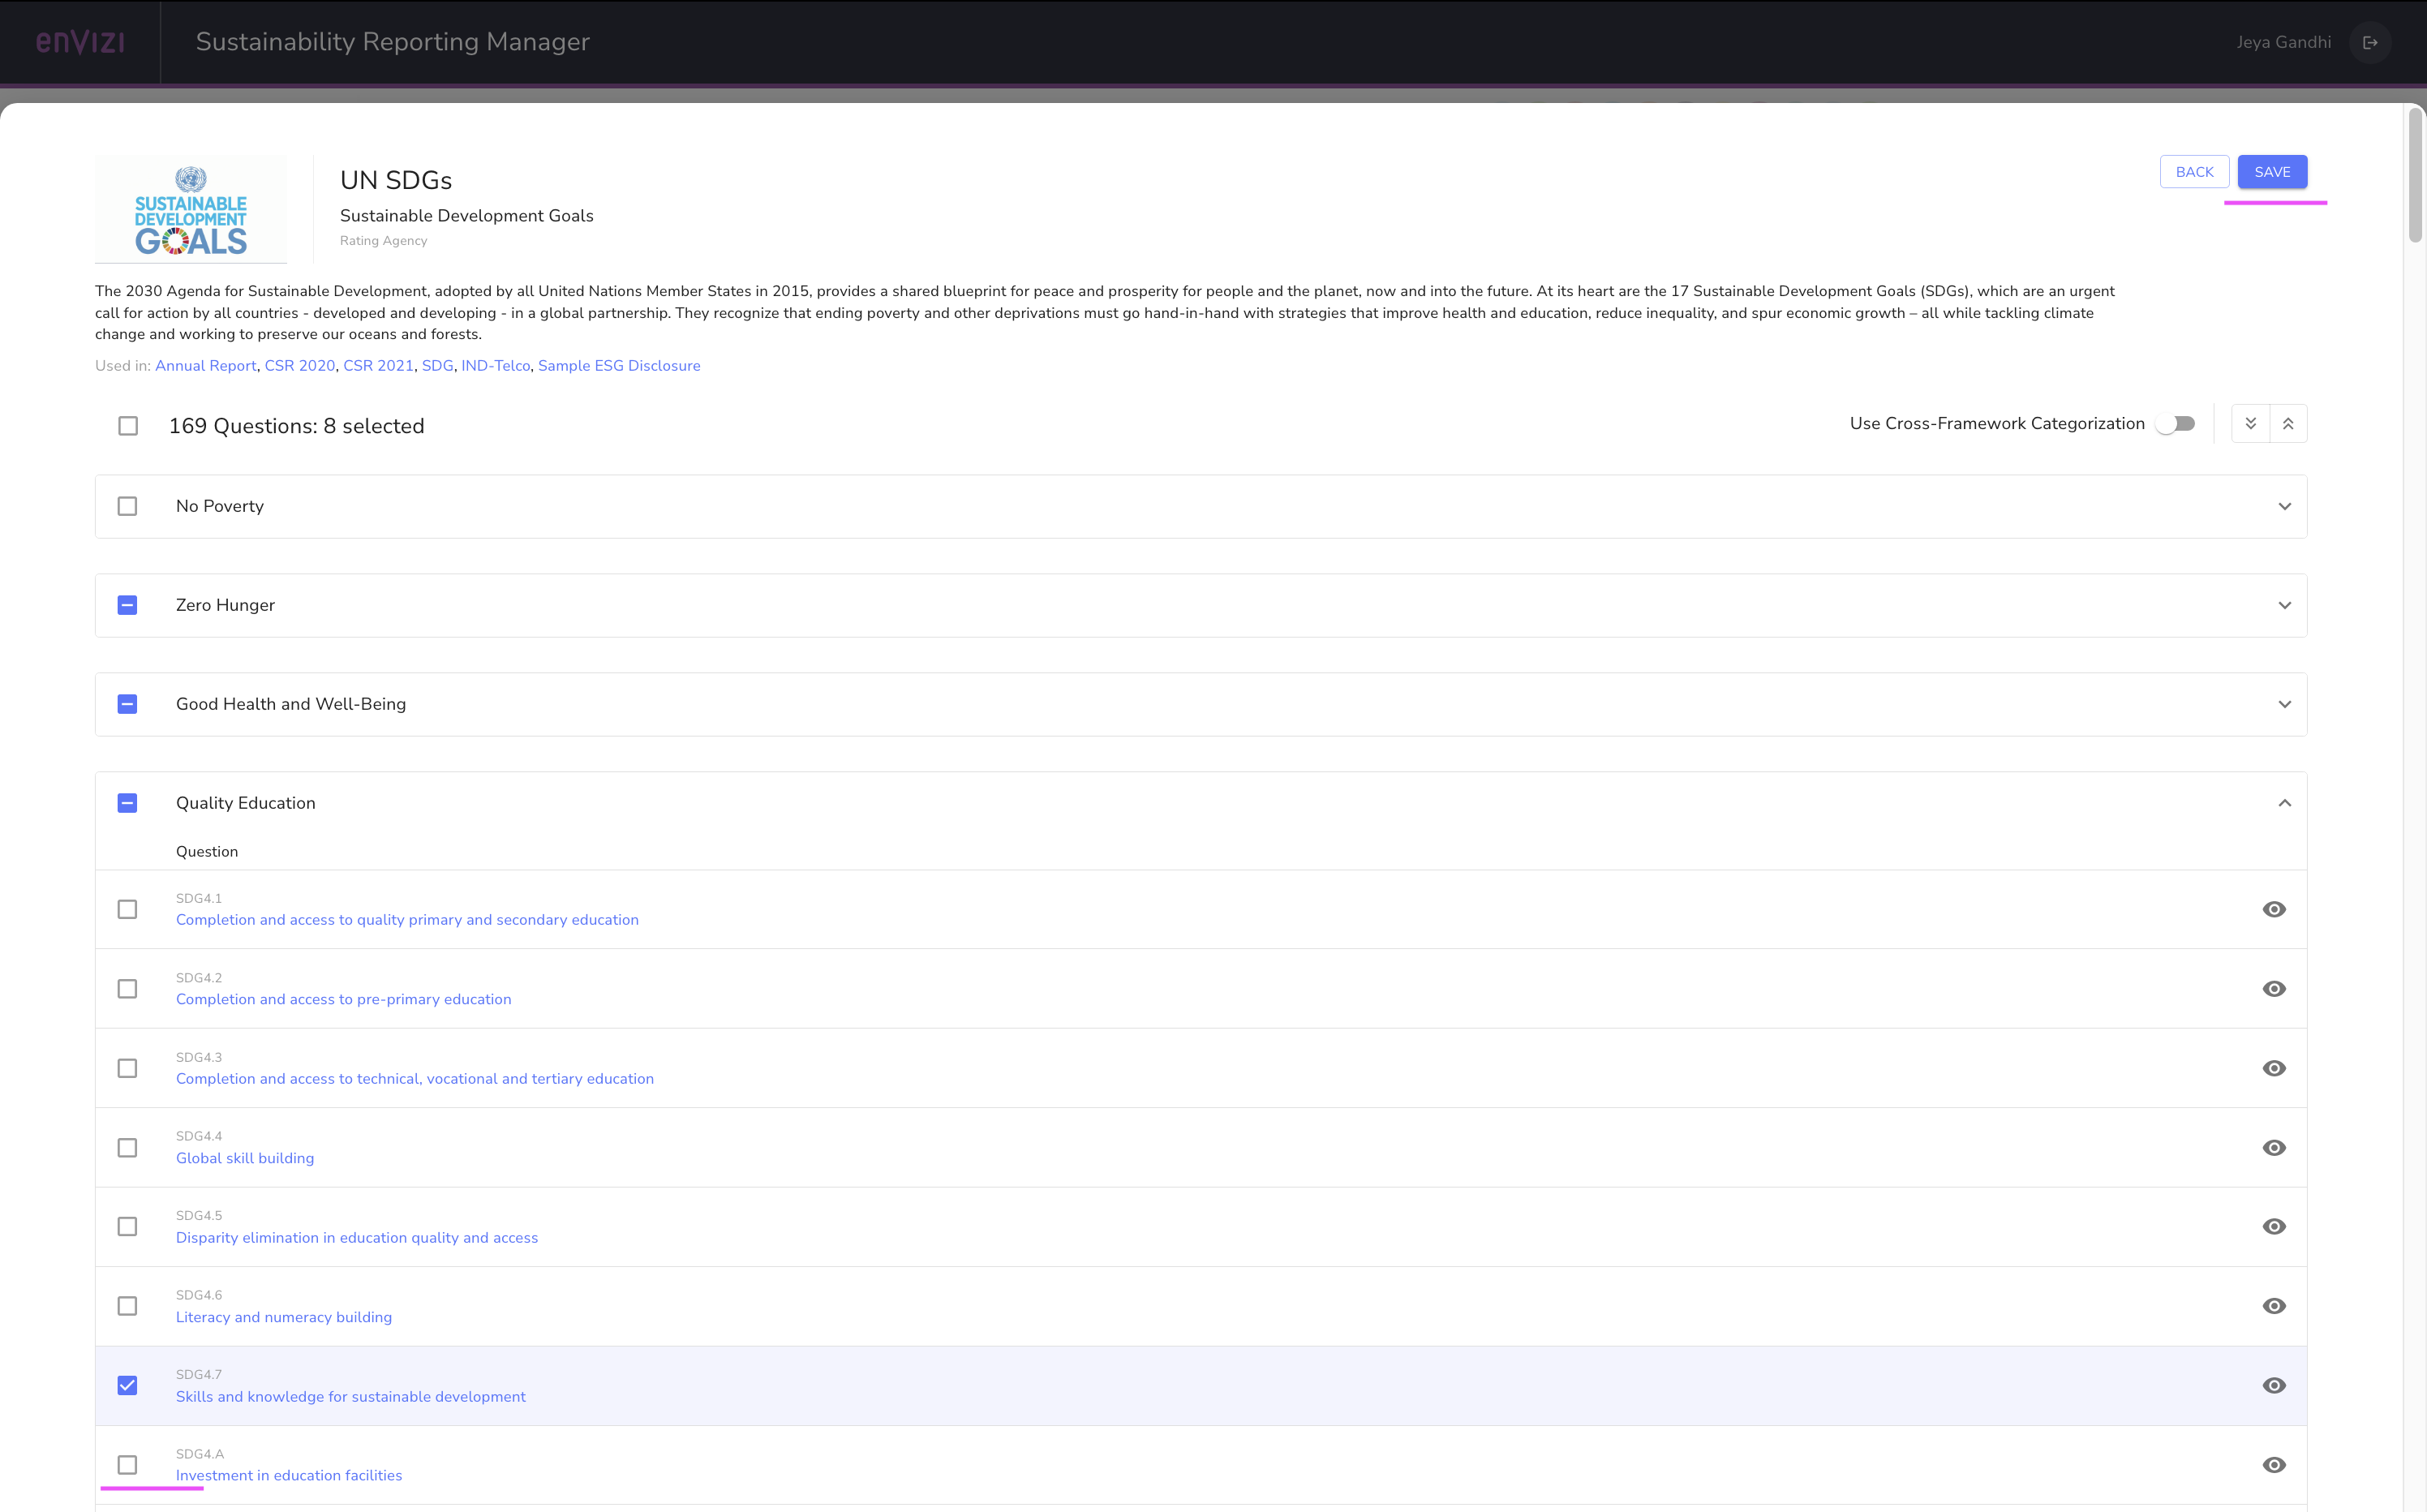 enVIZI
Sustainability Reporting Manager
Jeya Gandhi
SUSTAINABLE
DEVELOPMENT
GOALS
UN SDGs
Sustainable Development Goals
Rating Agency
BACK
SAVE
The 2030 Agenda for Sustainable Development, adopted by all United Nations Member States in 2015, provides a shared blueprint for peace and prosperity for people and the planet, now and into the future. At its heart are the 17 Sustainable Development Goals (SDGs), which are an urgent
call for action by all countries - developed and developing - in a global partnership. They recognize that ending poverty and other deprivations must go hand-in-hand with strategies that improve health and education, reduce inequality, and spur economic growth – all while tackling climate
change and working to preserve our oceans and forests.
Used in: Annual Report, CSR 2020, CSR 2021, SDG, IND-Telco, Sample ESG Disclosure
169 Questions: 8 selected
Use Cross-Framework Categorization
No Poverty
Zero Hunger
Good Health and Well-Being
Quality Education
Question
SDG4.1
Completion and access to quality primary and secondary education
SDG4.2
Completion and access to pre-primary education
SDG4.3
Completion and access to technical, vocational and tertiary education
SDG4.4
Global skill building
SDG4.5
Disparity elimination in education quality and access
SDG4.6
Literacy and numeracy building
SDG4.7
Skills and knowledge for sustainable development
SDG4.A
Investment in education facilities